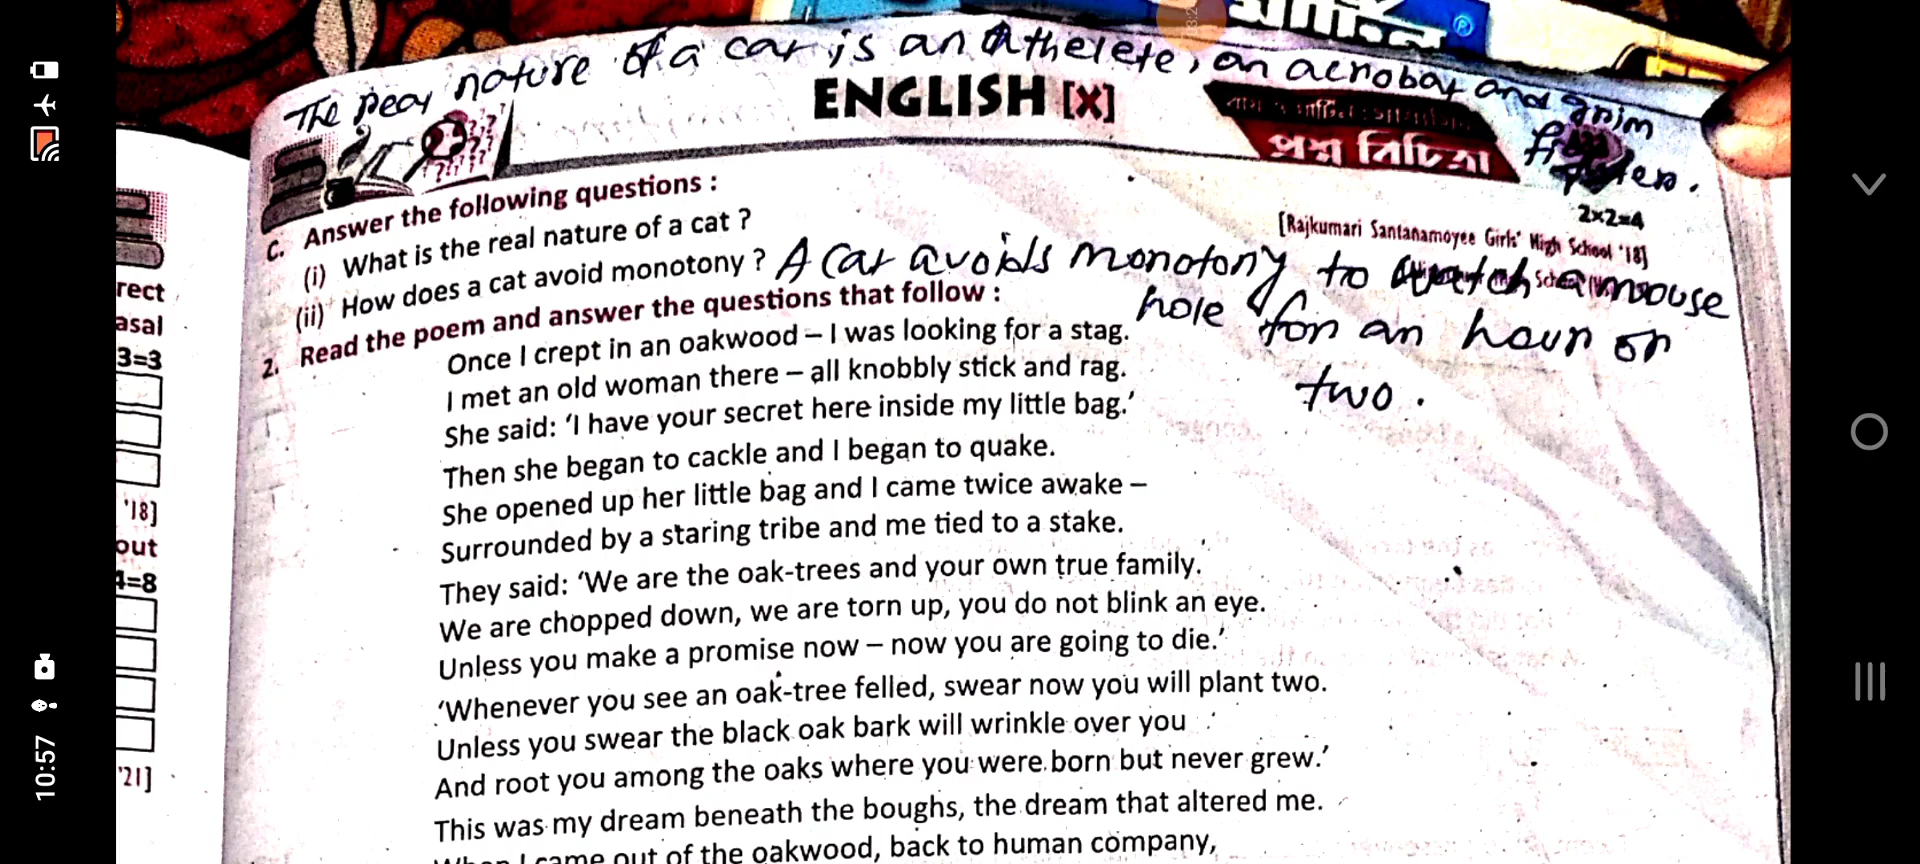 10:57
The real nature of a cat is an Athelete, an acrobat and grim
ENGLISH [X]
প্রশ্ন বিচিত্রা
C. Answer the following questions :
2×2=4
(i) What is the real nature of a cat ?
[Rajkumari Santanamoyee Girls' High School '18]
(ii) How does a cat avoid monotony ? A cat avoids monotony to watch a mouse
hole for an hour or
two.
2. Read the poem and answer the questions that follow :
Once I crept in an oakwood – I was looking for a stag.
I met an old woman there – all knobbly stick and rag.
She said: ‘I have your secret here inside my little bag.’
Then she began to cackle and I began to quake.
She opened up her little bag and I came twice awake –
Surrounded by a staring tribe and me tied to a stake.
They said: ‘We are the oak-trees and your own true family.
We are chopped down, we are torn up, you do not blink an eye.
Unless you make a promise now – now you are going to die.’
‘Whenever you see an oak-tree felled, swear now you will plant two.
Unless you swear the black oak bark will wrinkle over you
And root you among the oaks where you were born but never grew.’
This was my dream beneath the boughs, the dream that altered me.
When I came out of the oakwood, back to human company,
rect
asal
3=3
'18]
out
4=8
'21]